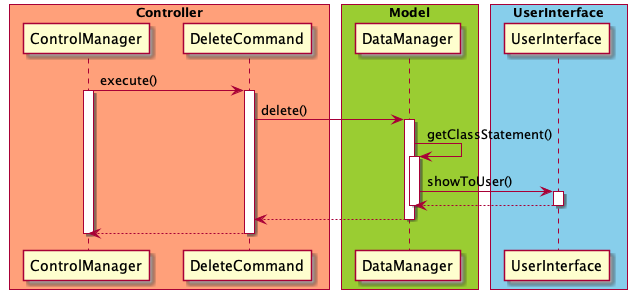 Controller
Model
UserInterface
ControlManager
DeleteCommand
DataManager
UserInterface
execute()
delete()
getClassStatement()
showToUser()
ControlManager
DeleteCommand
DataManager
UserInterface